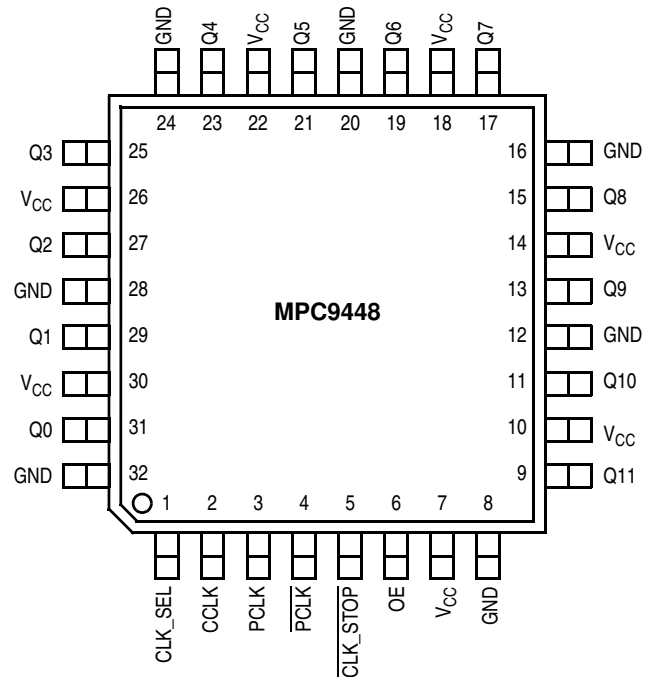 GND Q4 VCC Q5 GND Q6 VCC Q7
24 23 22 21 20 19 18 17
Q3 25 16 GND
VCC 26 15 Q8
Q2 27 14 VCC
GND 28 13 Q9
MPC9448
Q1 29 12 GND
VCC 30 11 Q10
Q0 31 10 VCC
GND 32 9 Q11
1 2 3 4 5 6 7 8
CLK_SEL CCLK PCLK P̅C̅L̅K̅ C̅L̅K̅_̅S̅T̅O̅P̅ OE VCC GND